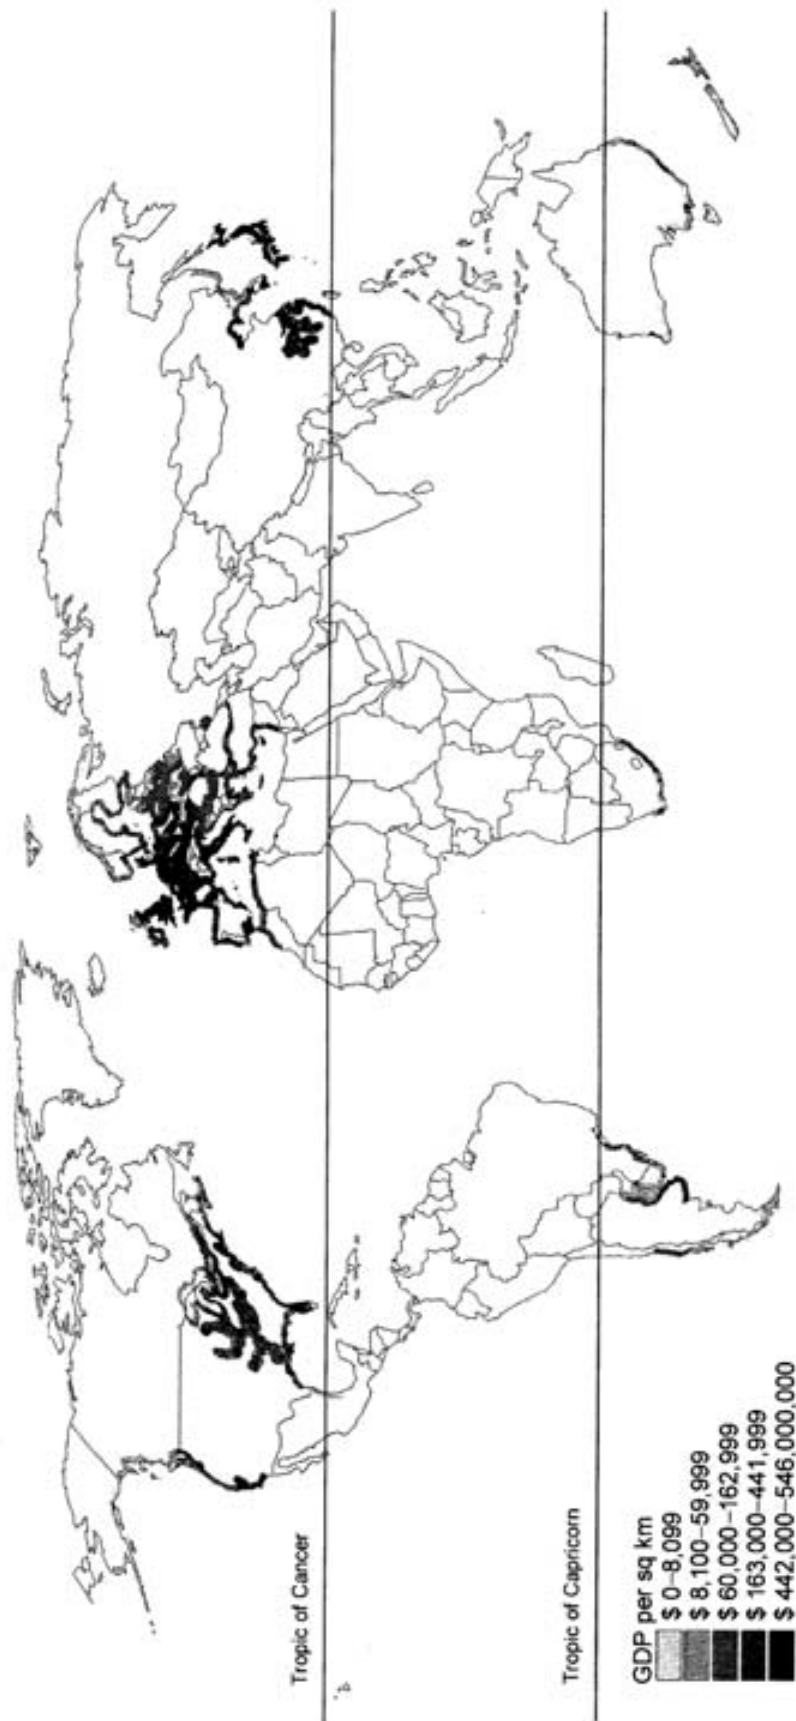 Tropic of Cancer
Tropic of Capricorn
GDP per sq km
$ 0–8,099
$ 8,100–59,999
$ 60,000–162,999
$ 163,000–441,999
$ 442,000–546,000,000